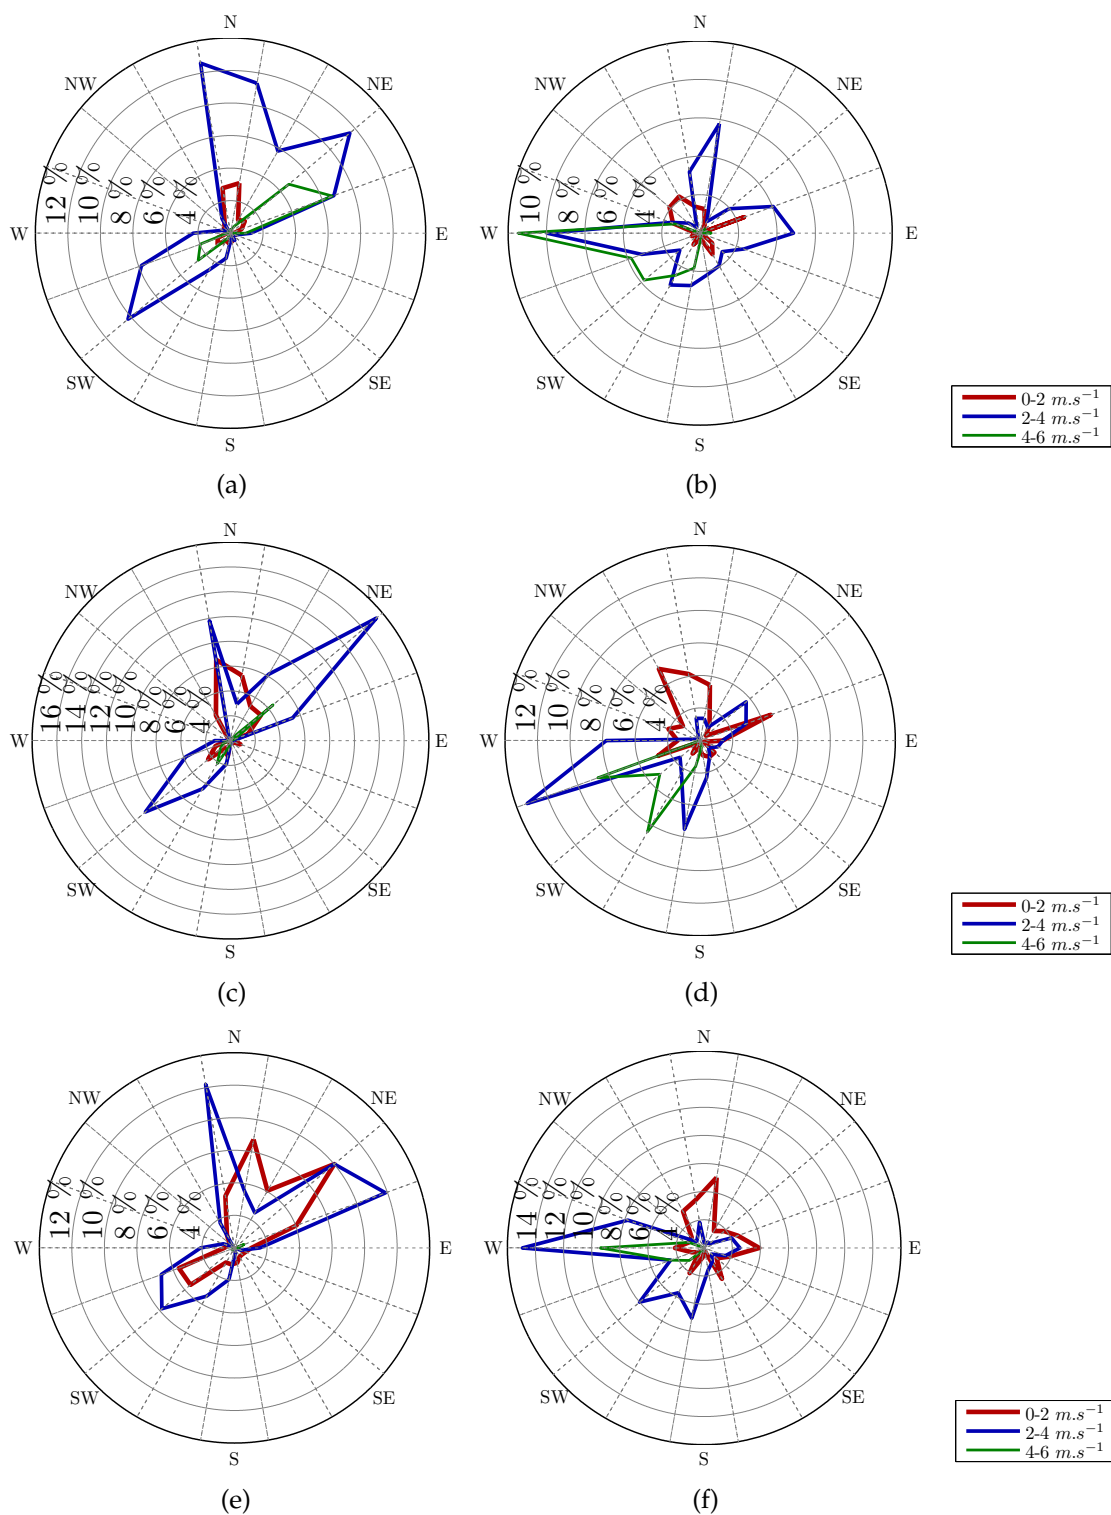 N
NW
NE
12 %
10 %
8 %
6 %
4 %
W
E
SW
SE
S
(a)
N
NW
NE
10 %
8 %
6 %
4 %
W
E
SW
SE
S
(b)
0-2 m.s⁻¹
2-4 m.s⁻¹
4-6 m.s⁻¹
N
NW
NE
16 %
14 %
12 %
10 %
8 %
6 %
4 %
W
E
SW
SE
S
(c)
N
NW
NE
12 %
10 %
8 %
6 %
4 %
W
E
SW
SE
S
(d)
0-2 m.s⁻¹
2-4 m.s⁻¹
4-6 m.s⁻¹
N
NW
NE
12 %
10 %
8 %
6 %
4 %
W
E
SW
SE
S
(e)
N
NW
NE
14 %
12 %
10 %
8 %
6 %
4 %
W
E
SW
SE
S
(f)
0-2 m.s⁻¹
2-4 m.s⁻¹
4-6 m.s⁻¹